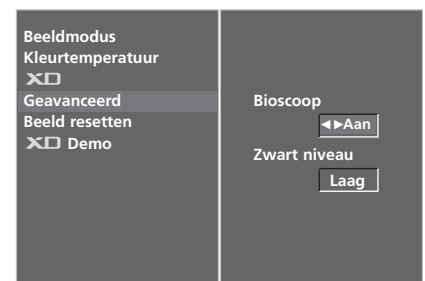 Beeldmodus
Kleurtemperatuur
XD
Geavanceerd
Beeld resetten
XD Demo
Bioscoop
◄►Aan
Zwart niveau
Laag